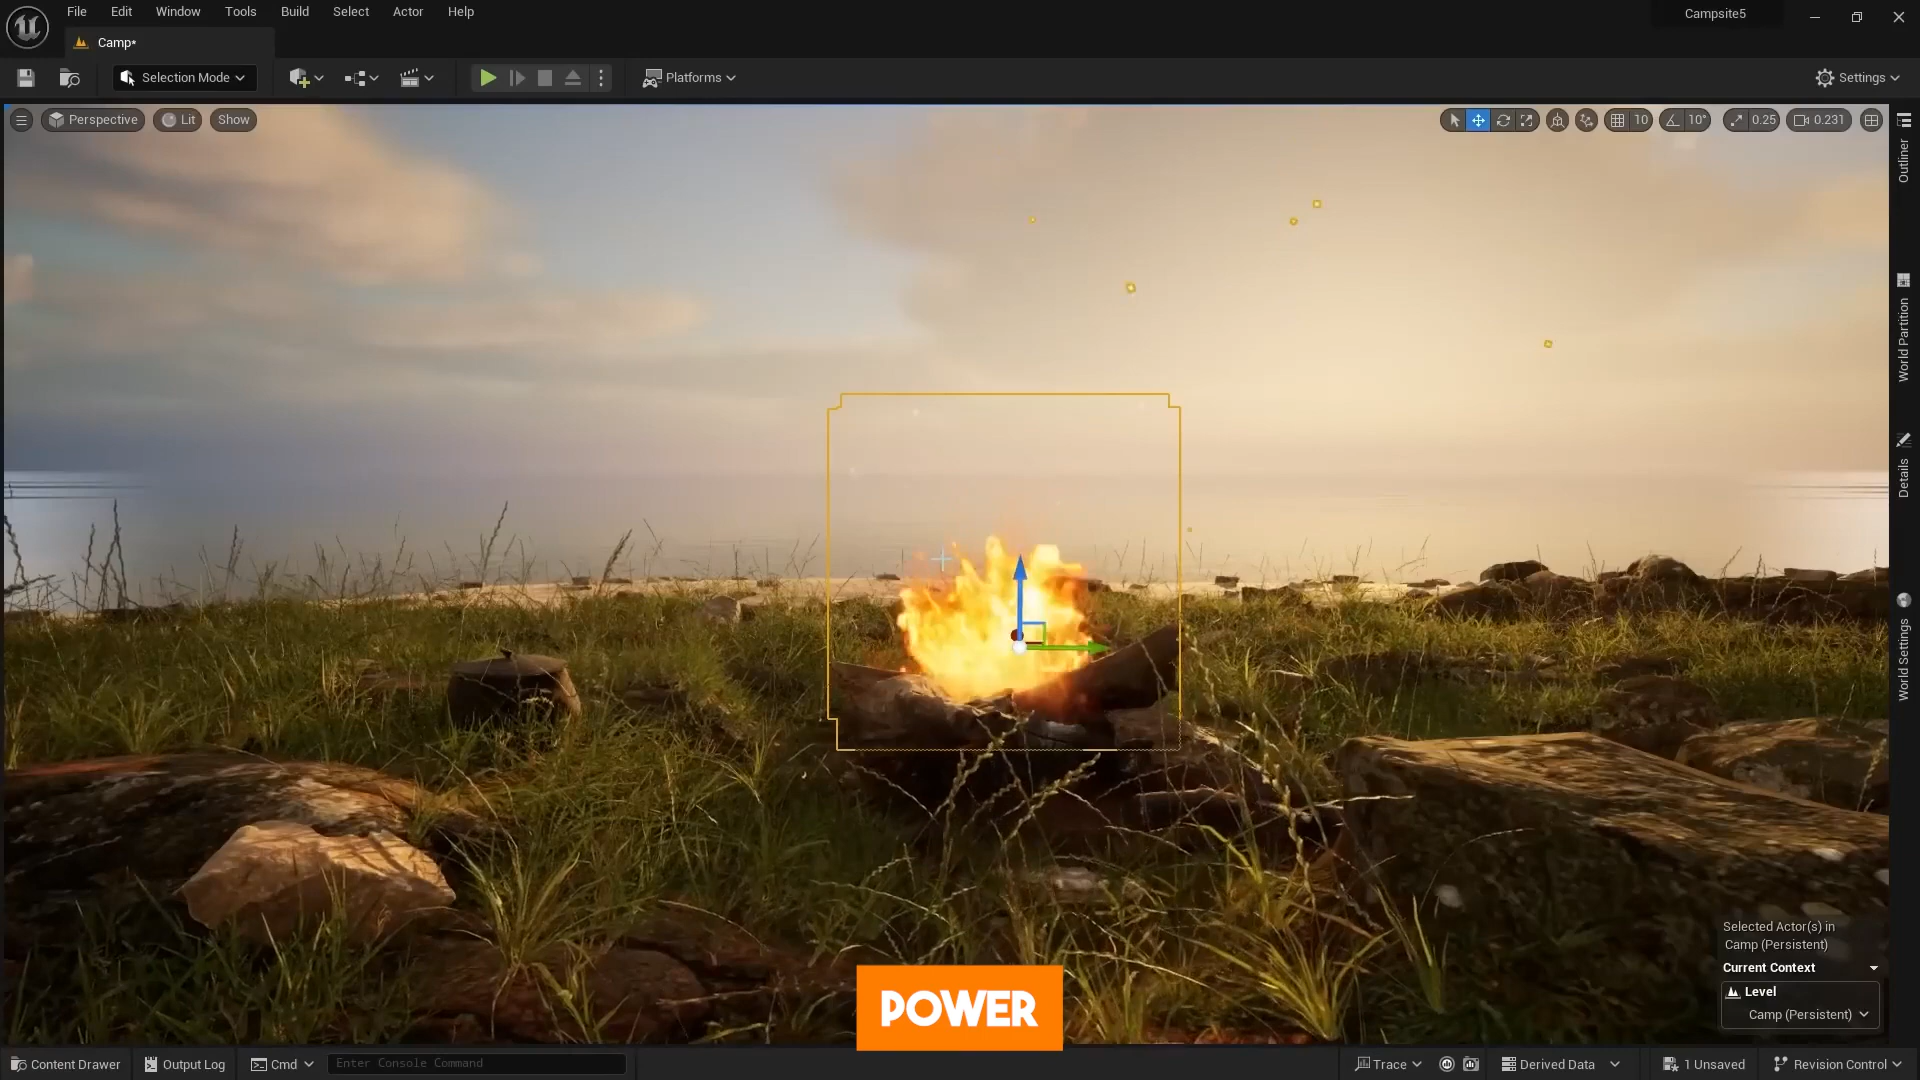 File Edit Window Tools Build Select Actor Help
Campsite5
Camp*
Selection Mode
Platforms
Settings
Perspective Lit Show
10 10° 0.25 0.231
Outliner
World Partition
Details
World Settings
Selected Actor(s) in
Camp (Persistent)
Current Context
Level
Camp (Persistent)
POWER
Content Drawer Output Log Cmd Enter Console Command Trace Derived Data 1 Unsaved Revision Control